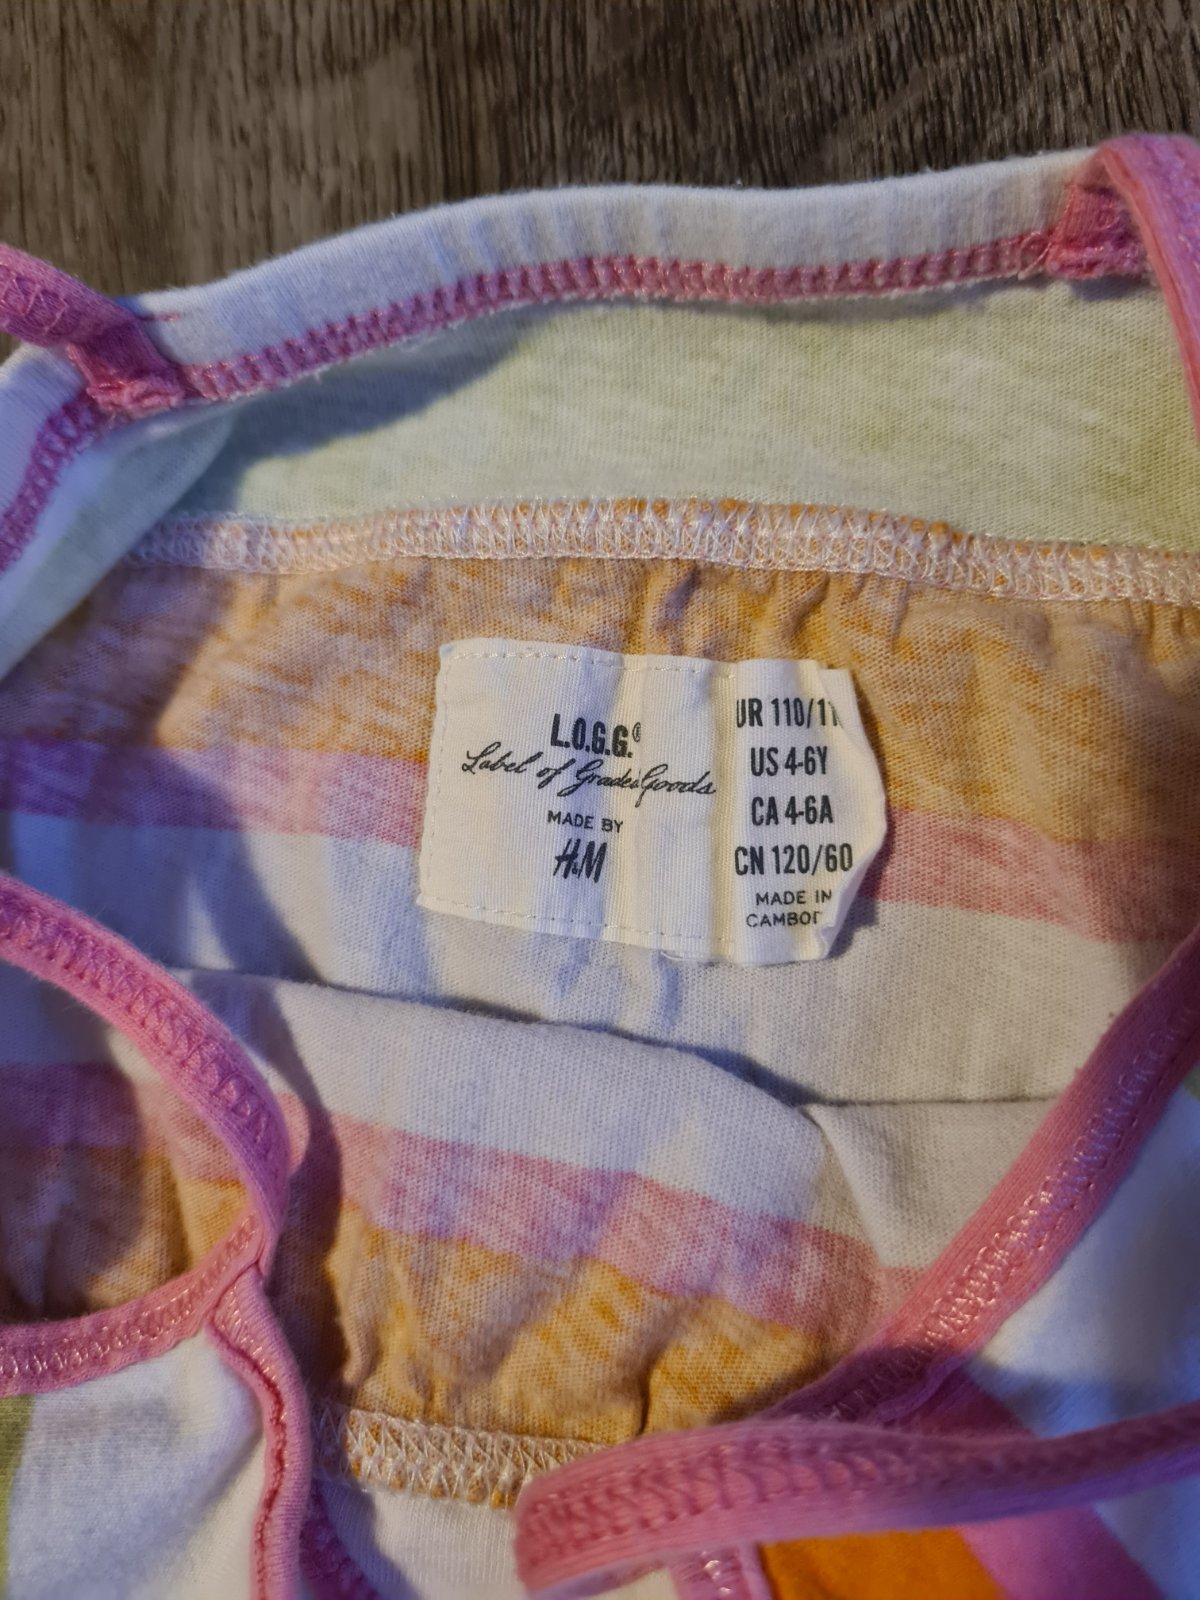 L.O.G.G.®
Label of Graded Goods
MADE BY
H&M
UR 110/11
US 4-6Y
CA 4-6A
CN 120/60
MADE IN
CAMBO